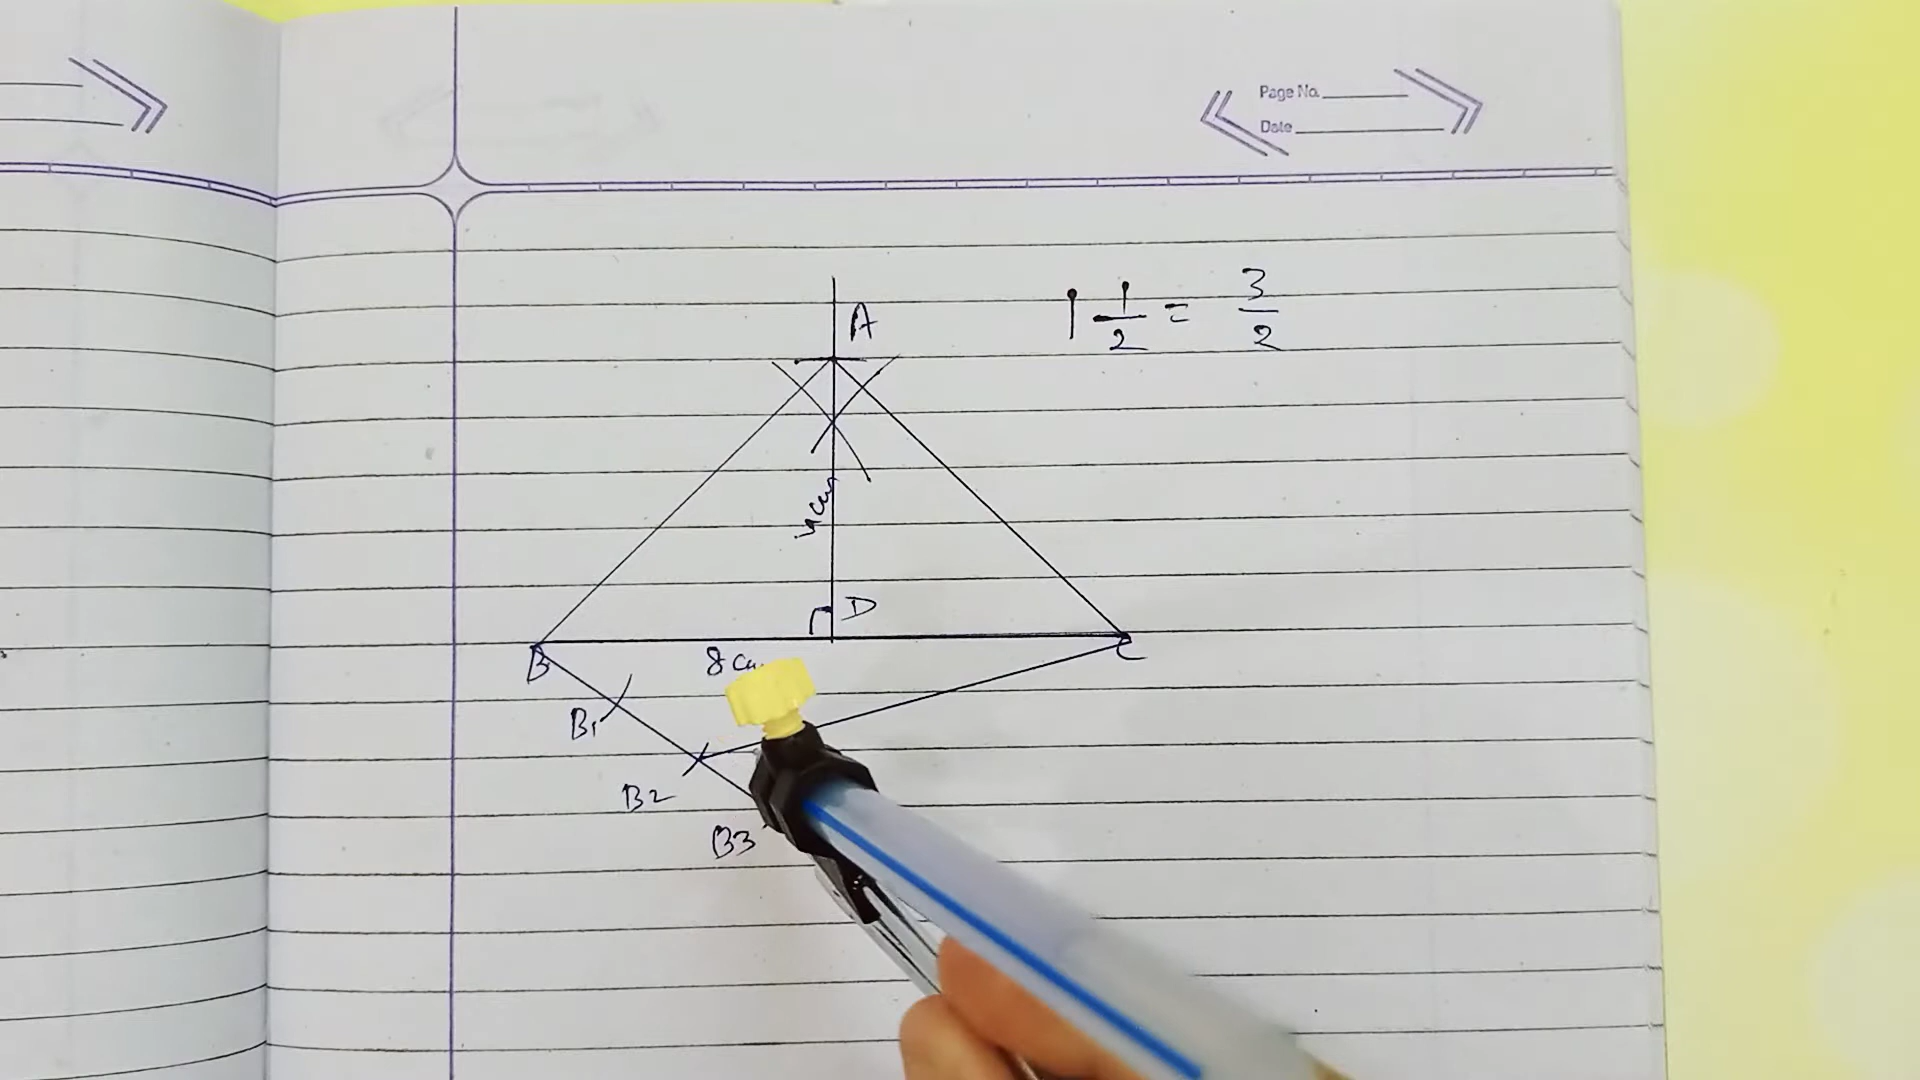 Page No.
Date
A
1 1/2 = 3/2
4cm
D
B
8 cm
C
B1
B2
B3